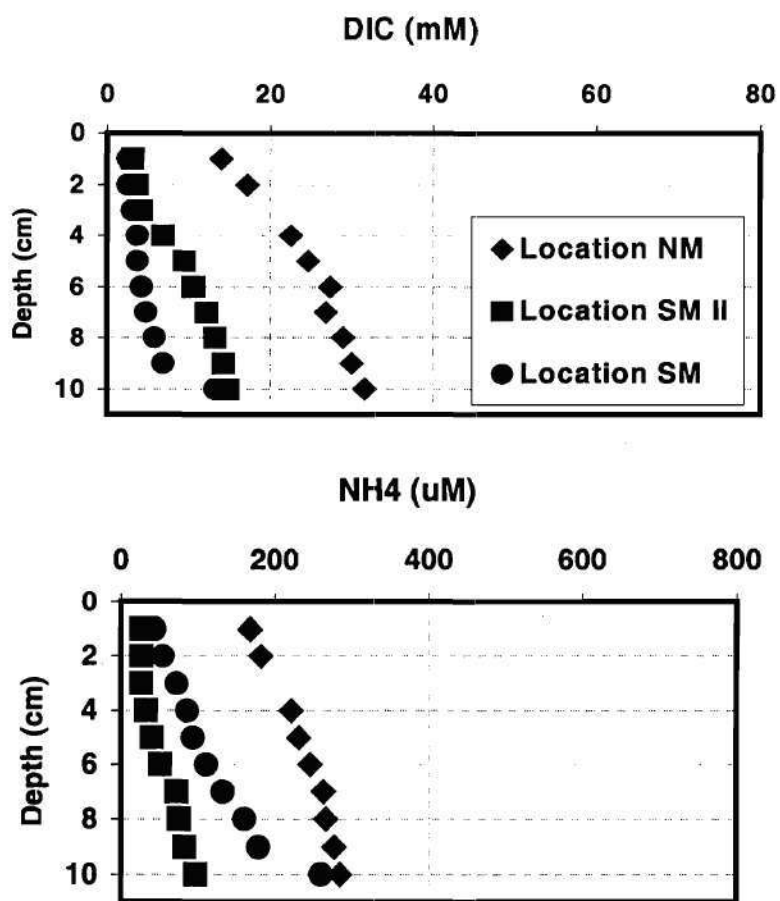 DIC (mM)
0 20 40 60 80
0
2
4
6
8
10
Depth (cm)
Location NM
Location SM II
Location SM
NH4 (uM)
0 200 400 600 800
0
2
4
6
8
10
Depth (cm)